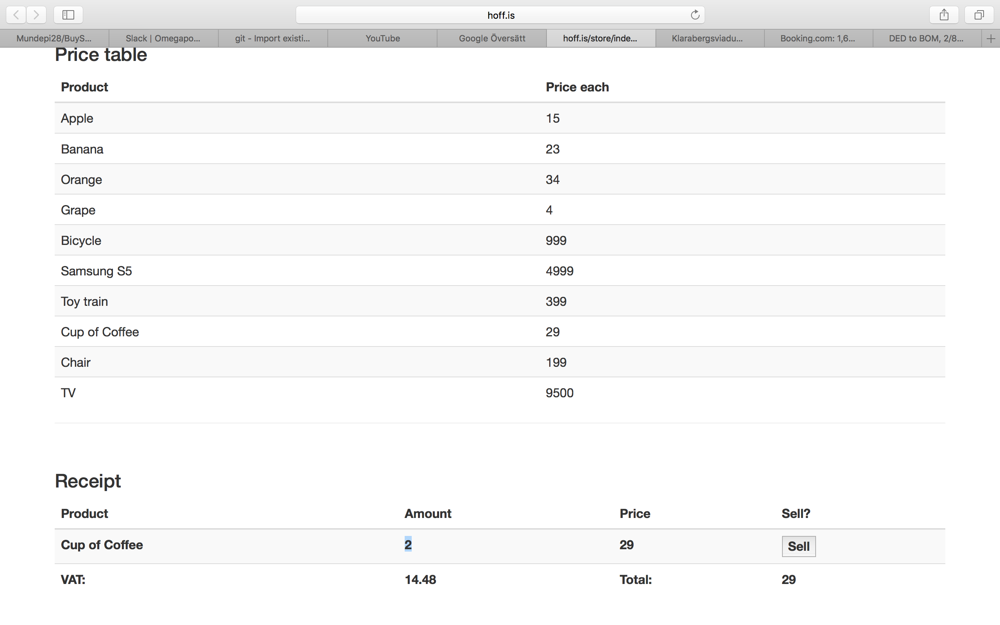 hoff.is
Mundepi28/BuyS... Slack | Omegapo... git - Import existi... YouTube Google Översätt hoff.is/store/inde... Klarabergsviadu... Booking.com: 1,6... DED to BOM, 2/8...
Price table
Product Price each
Apple 15
Banana 23
Orange 34
Grape 4
Bicycle 999
Samsung S5 4999
Toy train 399
Cup of Coffee 29
Chair 199
TV 9500
Receipt
Product Amount Price Sell?
Cup of Coffee 2 29 Sell
VAT: 14.48 Total: 29